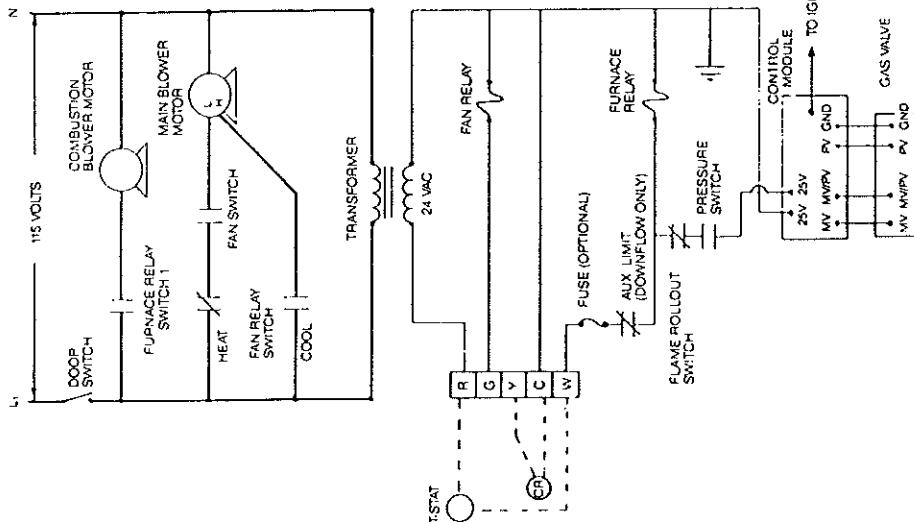 L1
N
115 VOLTS
DOOP
SWITCH
COMBUSTION
BLOWER MOTOR
FURNACE RELAY
SWITCH 1
MAIN BLOWER
MOTOR
L
H
FAN SWITCH
HEAT
FAN RELAY
SWITCH
COOL
TRANSFORMER
24 VAC
T-STAT
R
G
Y
C
W
CR
FAN RELAY
FUSE (OPTIONAL)
AUX LIMIT
(DOWNFLOW ONLY)
FURNACE
RELAY
FLAME ROLLOUT
SWITCH
PRESSURE
SWITCH
CONTROL
MODULE
TO IG
25V 25V
MV MV/PV PV GND
GAS VALVE
MV MV/PV PV GND